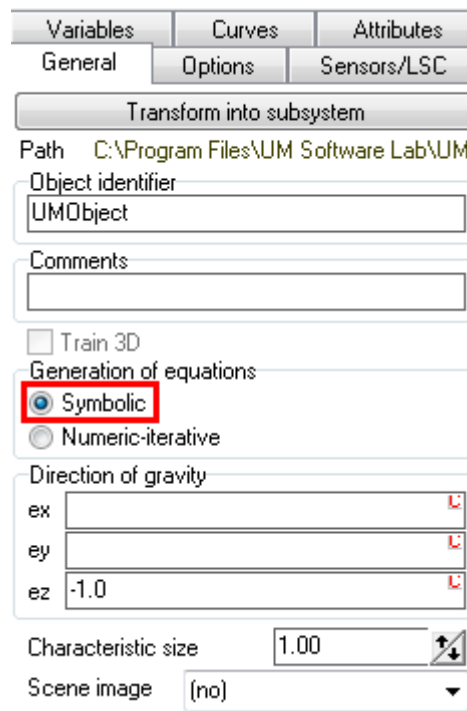 Variables Curves Attributes
General Options Sensors/LSC
Transform into subsystem
Path C:\Program Files\UM Software Lab\UM
Object identifier
UMObject
Comments
Train 3D
Generation of equations
Symbolic
Numeric-iterative
Direction of gravity
ex C
ey C
ez -1.0 C
Characteristic size 1.00
Scene image (no)